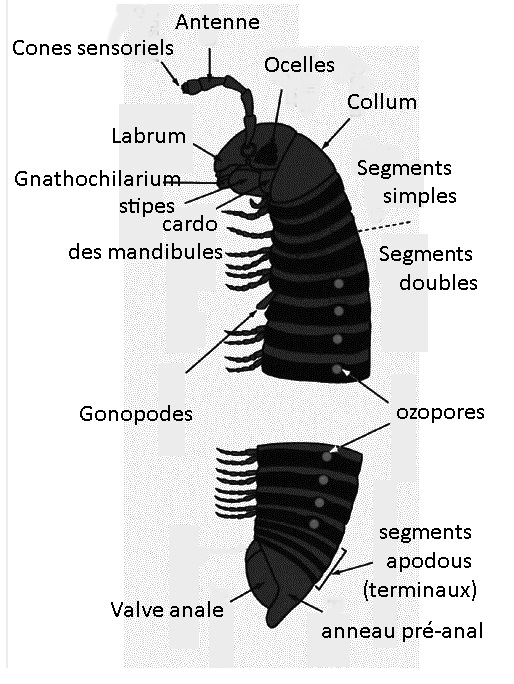 Antenne
Cones sensoriels
Ocelles
Collum
Labrum
Segments
simples
Gnathochilarium
stipes
cardo
des mandibules
Segments
doubles
Gonopodes
ozopores
segments
apodous
(terminaux)
Valve anale
anneau pré-anal